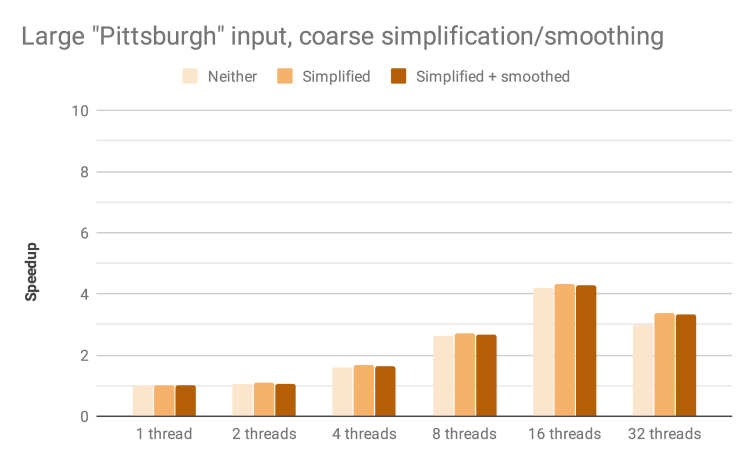 Large "Pittsburgh" input, coarse simplification/smoothing
Neither
Simplified
Simplified + smoothed
10
8
6
4
2
0
Speedup
1 thread
2 threads
4 threads
8 threads
16 threads
32 threads